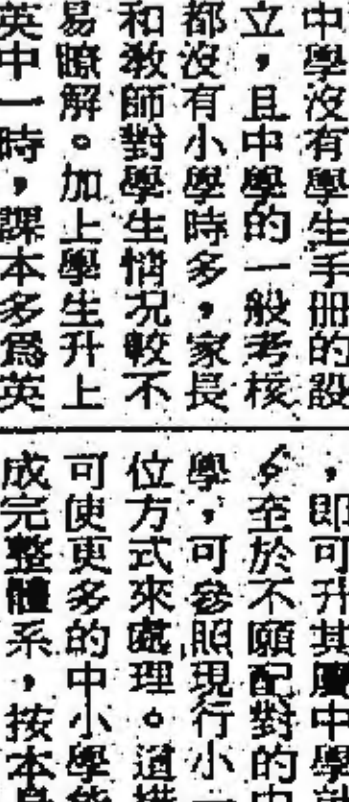 中學沒有學生手冊的設
立，且中學的一般考核
都沒有小學時多，家長
和教師對學生情况較不
易瞭解。加上學生升上
英中一時，課本多爲英
，即可升其屬中學
至於不願配對的
學，可參照現行小
位方式來處理。這
可使更多的中小學能
成完整體系，按本身